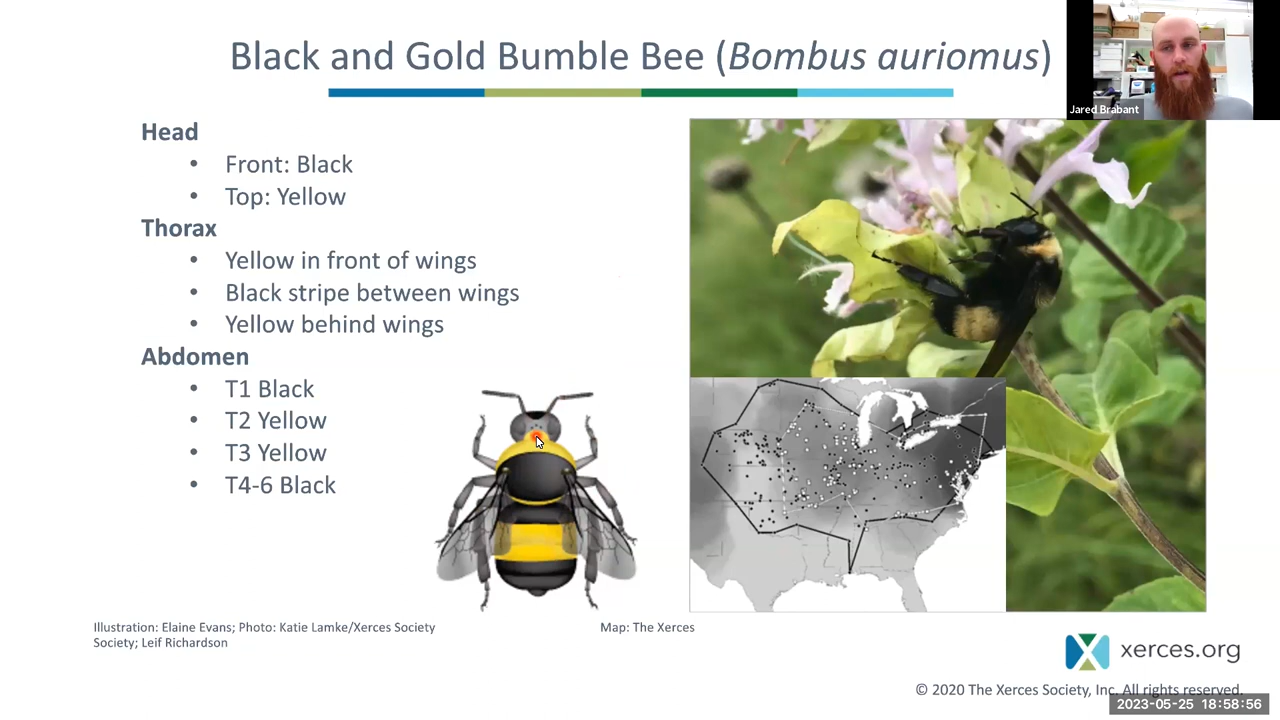 Black and Gold Bumble Bee (Bombus auriomus)
Jared Brabant
Head
• Front: Black
• Top: Yellow
Thorax
• Yellow in front of wings
• Black stripe between wings
• Yellow behind wings
Abdomen
• T1 Black
• T2 Yellow
• T3 Yellow
• T4-6 Black
Illustration: Elaine Evans; Photo: Katie Lamke/Xerces Society
Society; Leif Richardson
Map: The Xerces
xerces.org
© 2020 The Xerces Society, Inc. All rights reserved.
2023-05-25 18:58:56